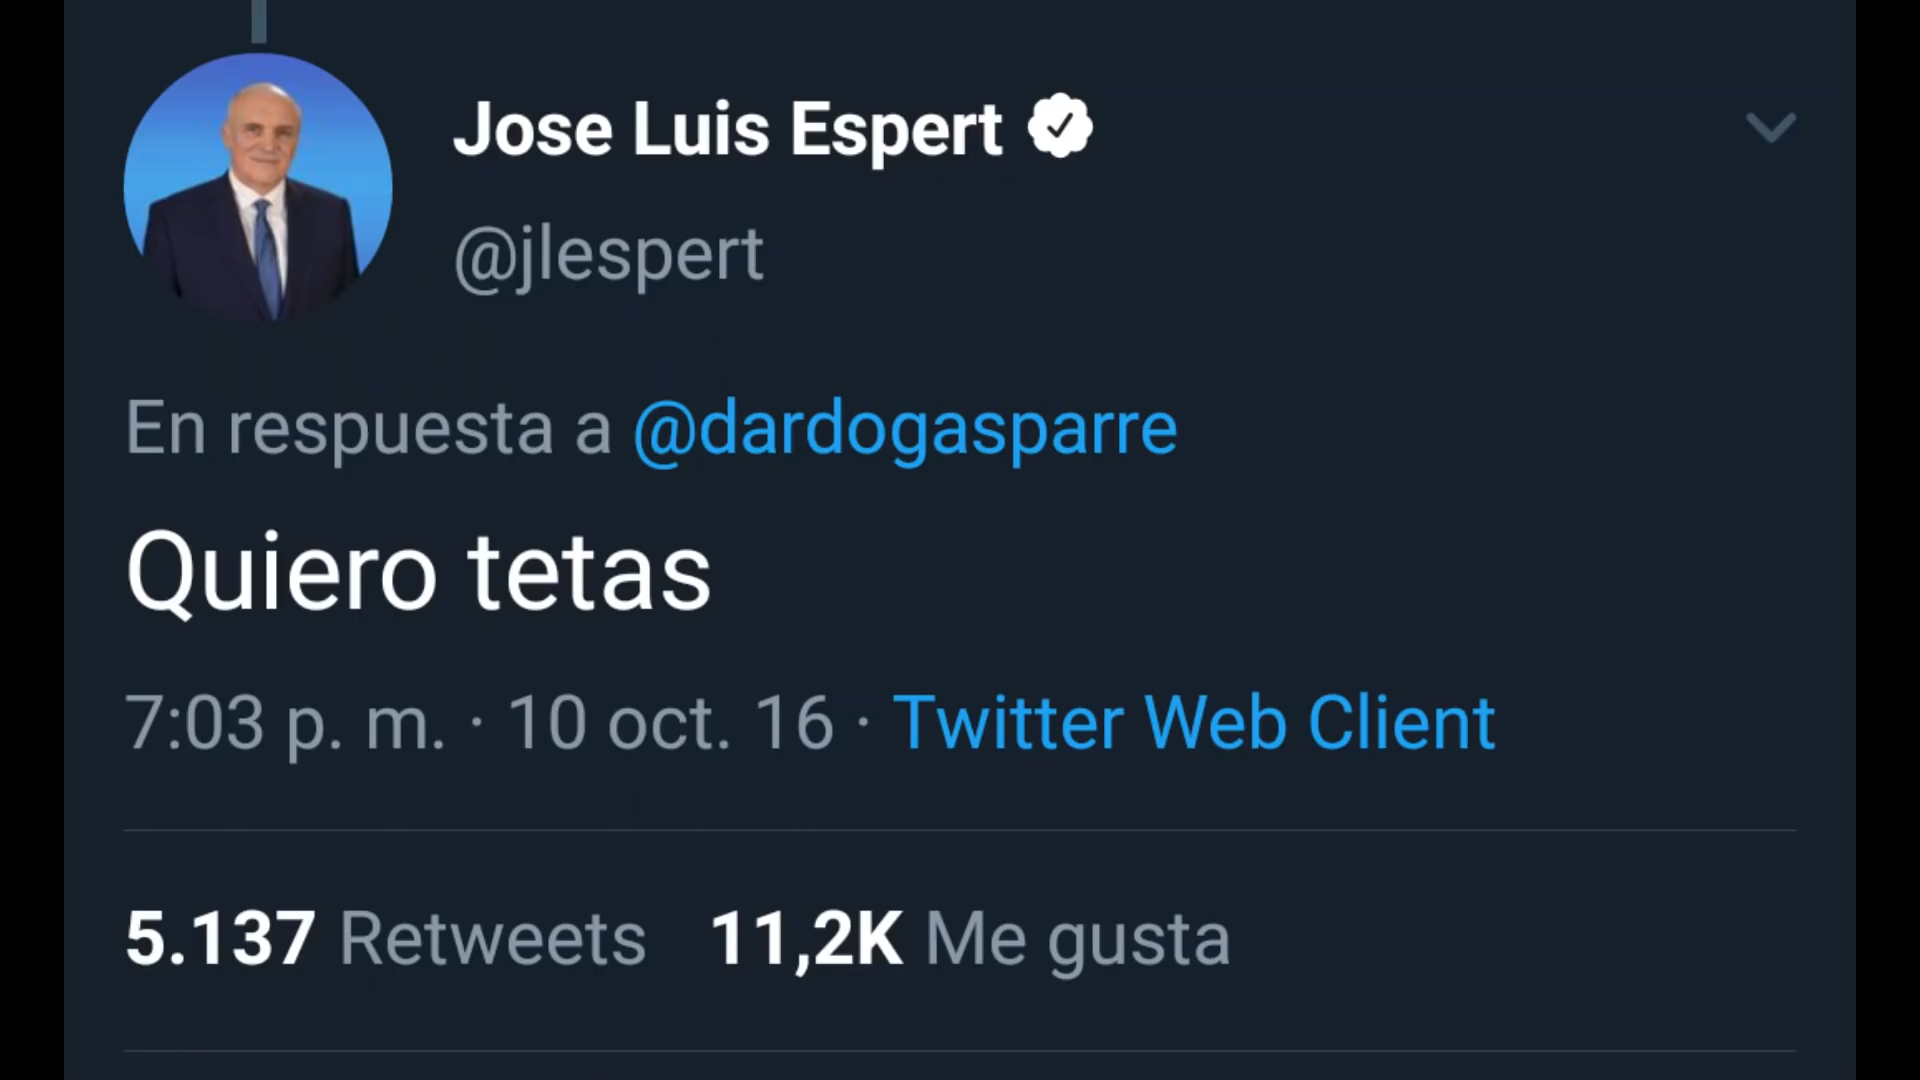 Jose Luis Espert
@jlespert
En respuesta a @dardogasparre
Quiero tetas
7:03 p. m. · 10 oct. 16 · Twitter Web Client
5.137 Retweets 11,2K Me gusta